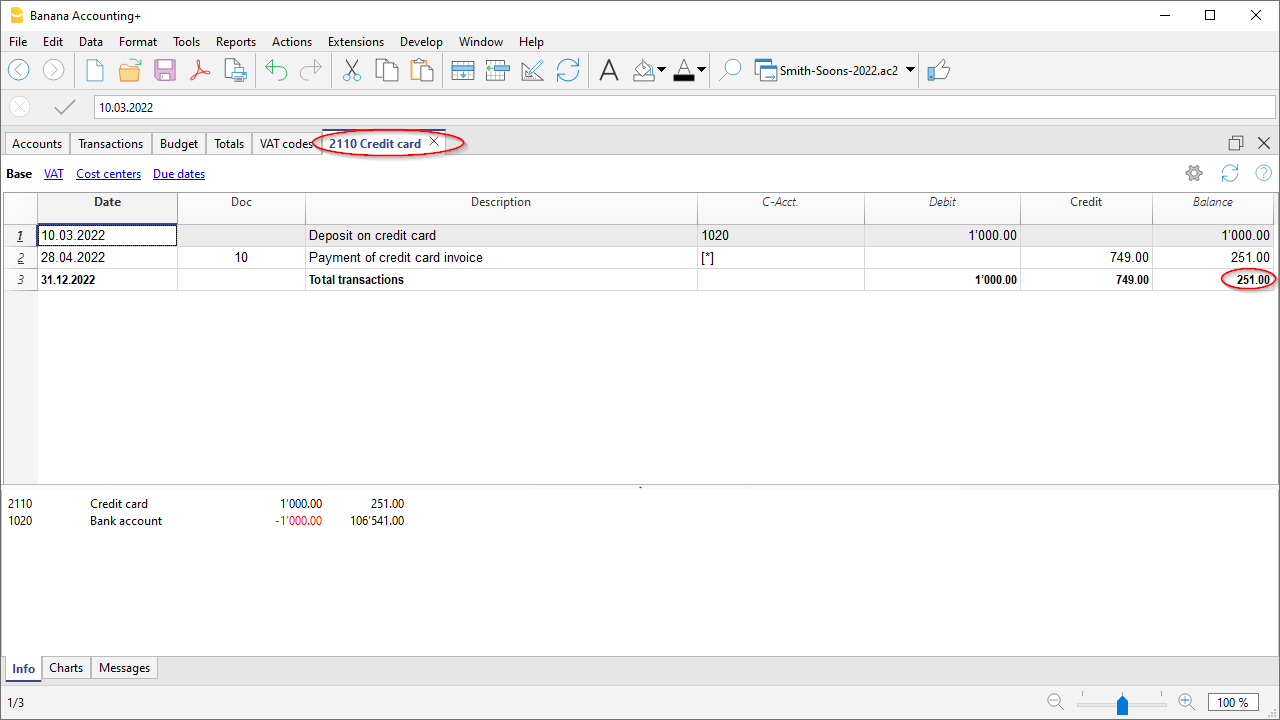 Banana Accounting+
File Edit Data Format Tools Reports Actions Extensions Develop Window Help
Smith-Soons-2022.ac2
10.03.2022
Accounts Transactions Budget Totals VAT codes 2110 Credit card
Base VAT Cost centers Due dates
Date Doc Description C-Acct. Debit Credit Balance
1 10.03.2022 Deposit on credit card 1020 1'000.00 1'000.00
2 28.04.2022 10 Payment of credit card invoice [*] 749.00 251.00
3 31.12.2022 Total transactions 1'000.00 749.00 251.00
2110 Credit card 1'000.00 251.00
1020 Bank account -1'000.00 106'541.00
Info Charts Messages
1/3 100 %